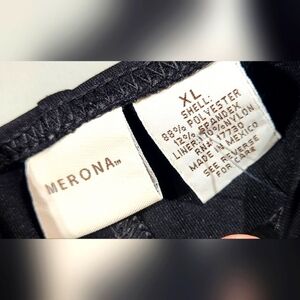 MERONA™
XL
SHELL:
88% POLYESTER
12% SPANDEX
LINER: 100% NYLON
RN# 17730
MADE IN MEXICO
SEE REVERSE
FOR CARE